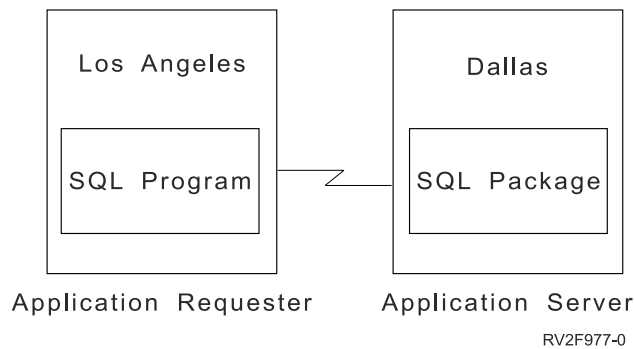 Los Angeles
Dallas
SQL Program
SQL Package
Application Requester
Application Server
RV2F977-0